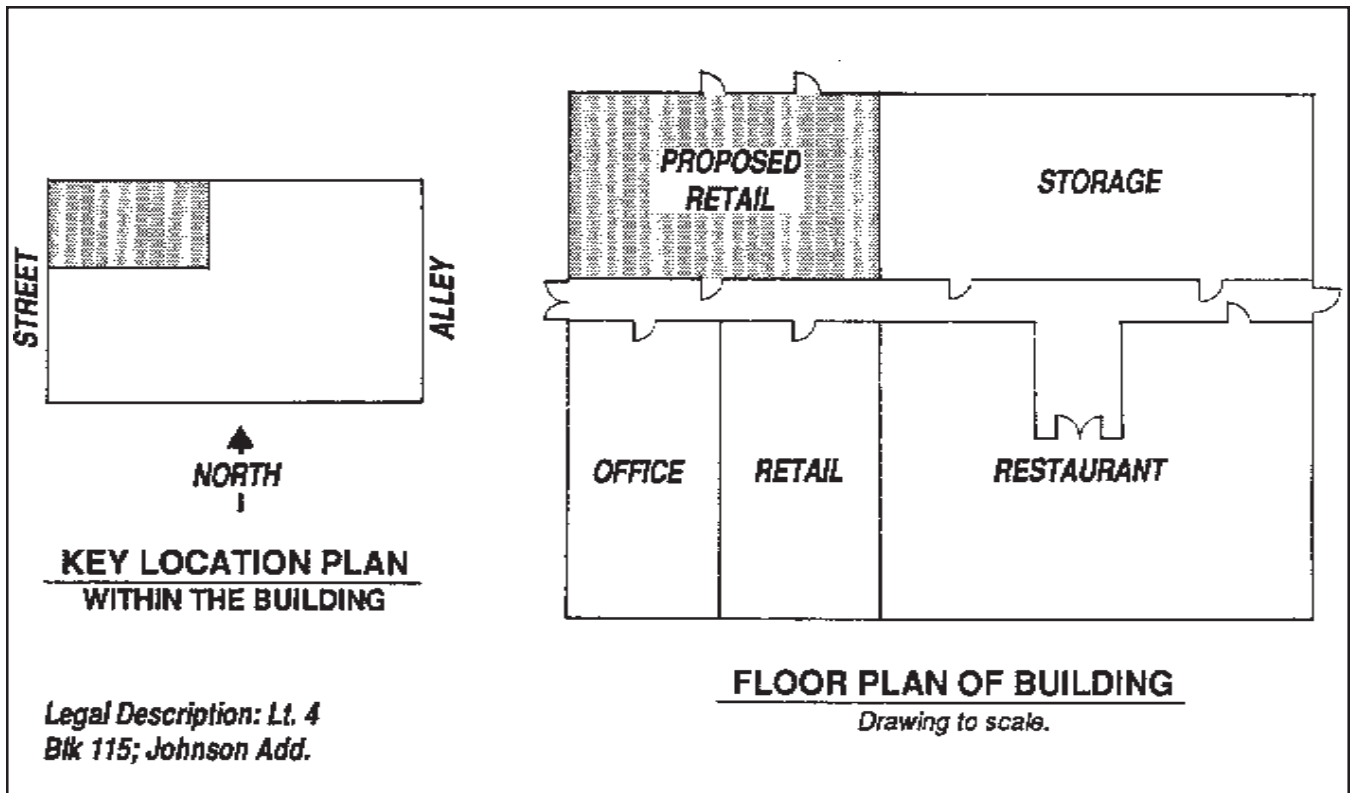 PROPOSED
RETAIL
STORAGE
STREET
ALLEY
NORTH
OFFICE
RETAIL
RESTAURANT
KEY LOCATION PLAN
WITHIN THE BUILDING
FLOOR PLAN OF BUILDING
Drawing to scale.
Legal Description: Lt. 4
Blk 115; Johnson Add.